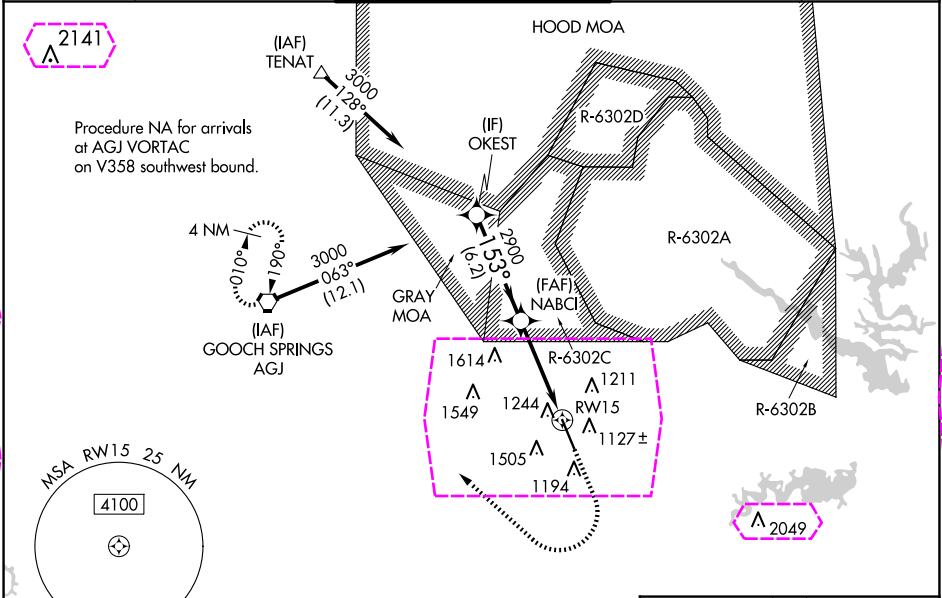 2141
(IAF)
TENAT
3000
128°
(11.3)
HOOD MOA
R-6302D
Procedure NA for arrivals
at AGJ VORTAC
on V358 southwest bound.
(IF)
OKEST
R-6302A
4 NM
010°
190°
3000
063°
(12.1)
2900
153°
(6.2)
(FAF)
NABCI
GRAY
MOA
(IAF)
GOOCH SPRINGS
AGJ
R-6302C
R-6302B
1614
1549
1244
1211
RW15
1127±
1505
1194
MSA RW15 25 NM
4100
2049